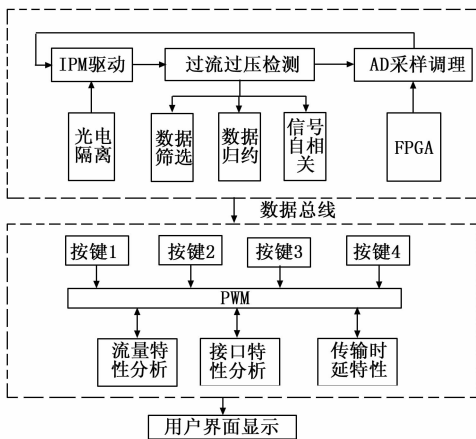 IPM驱动
过流过压检测
AD采样调理
光电
隔离
数据
筛选
数据
归约
信号
自相
关
FPGA
数据总线
按键1
按键2
按键3
按键4
PWM
流量特
性分析
接口特
性分析
传输时
延特性
用户界面显示